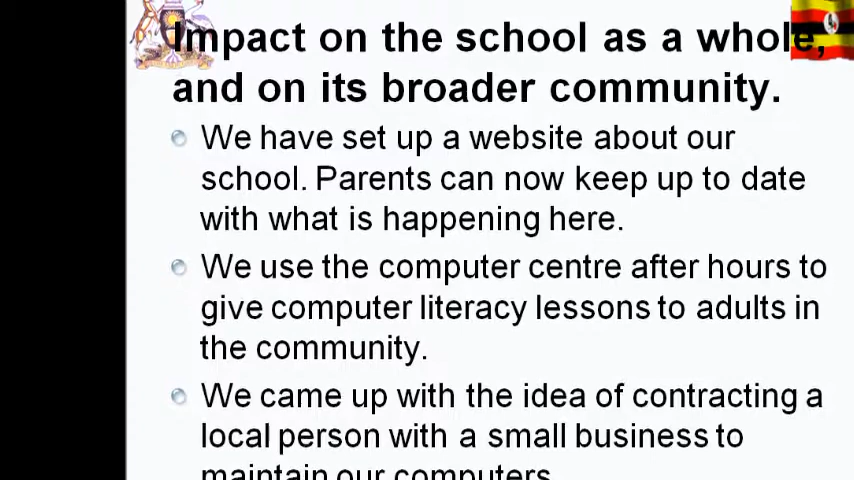 Impact on the school as a whole,
and on its broader community.
We have set up a website about our
school. Parents can now keep up to date
with what is happening here.
We use the computer centre after hours to
give computer literacy lessons to adults in
the community.
We came up with the idea of contracting a
local person with a small business to
maintain our computers.